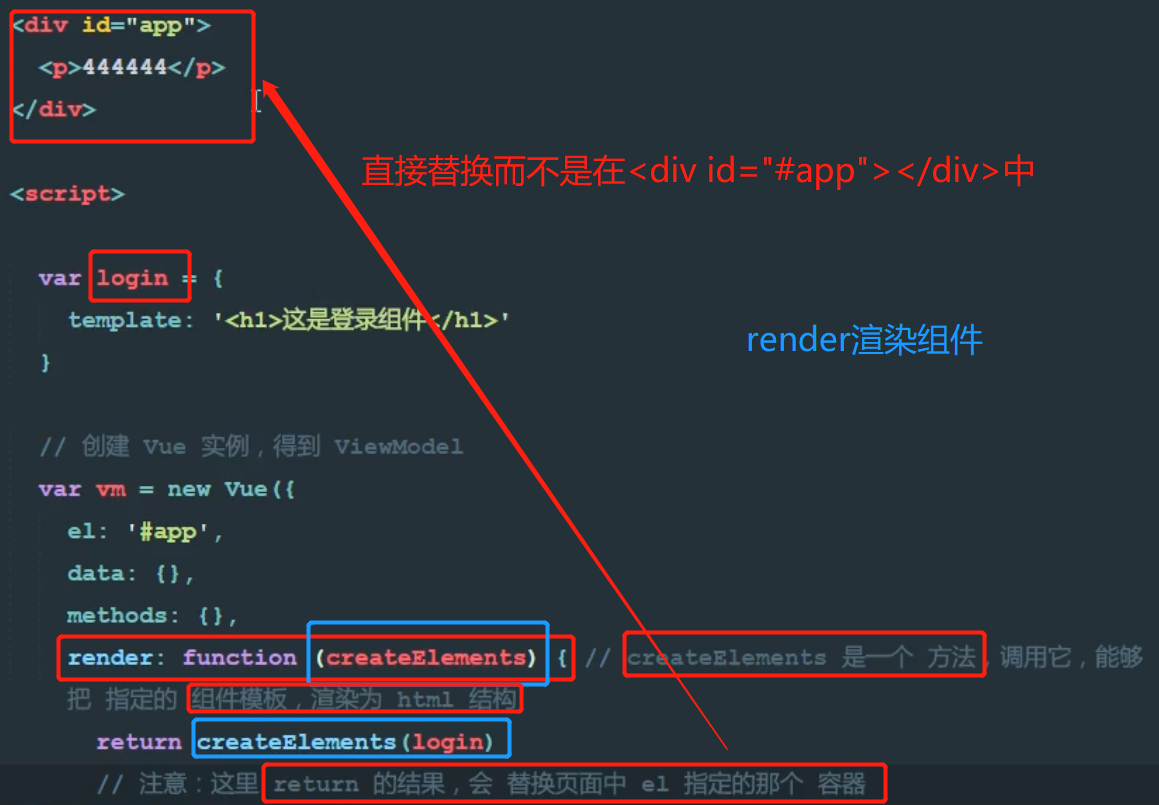 <div id="app">
<p>444444</p>
</div>
直接替换而不是在<div id="#app"></div>中
<script>
var login = {
template: '<h1>这是登录组件</h1>'
}
render渲染组件
// 创建 Vue 实例，得到 ViewModel
var vm = new Vue({
el: '#app',
data: {},
methods: {},
render: function (createElements) { // createElements 是一个 方法，调用它，能够
把 指定的 组件模板，渲染为 html 结构
return createElements(login)
// 注意：这里 return 的结果，会 替换页面中 el 指定的那个 容器